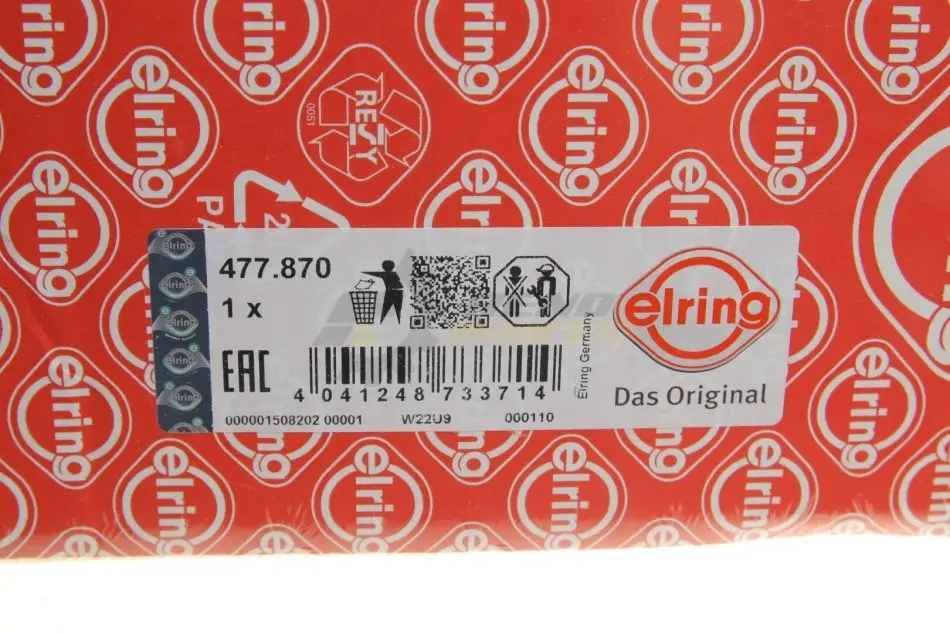 elring
RESY
0051
PA
477.870
1 x
EAC
4 041248 733714
000001508202 00001 W22U9 000110
Elring Germany
elring
Das Original